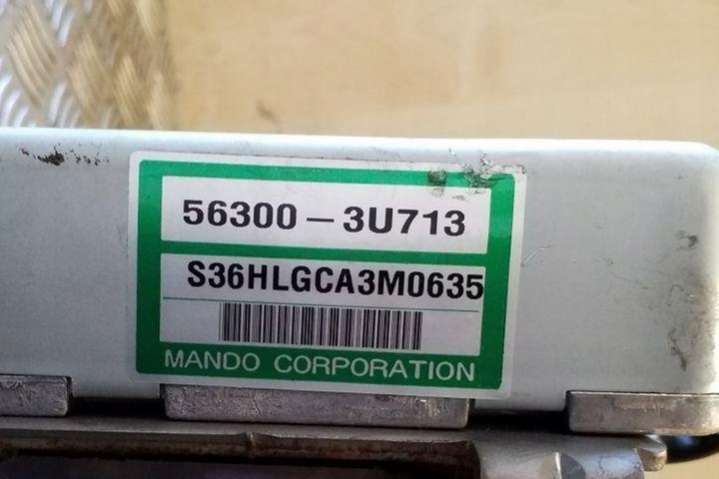 56300-3U713
S36HLGCA3M0635
MANDO CORPORATION